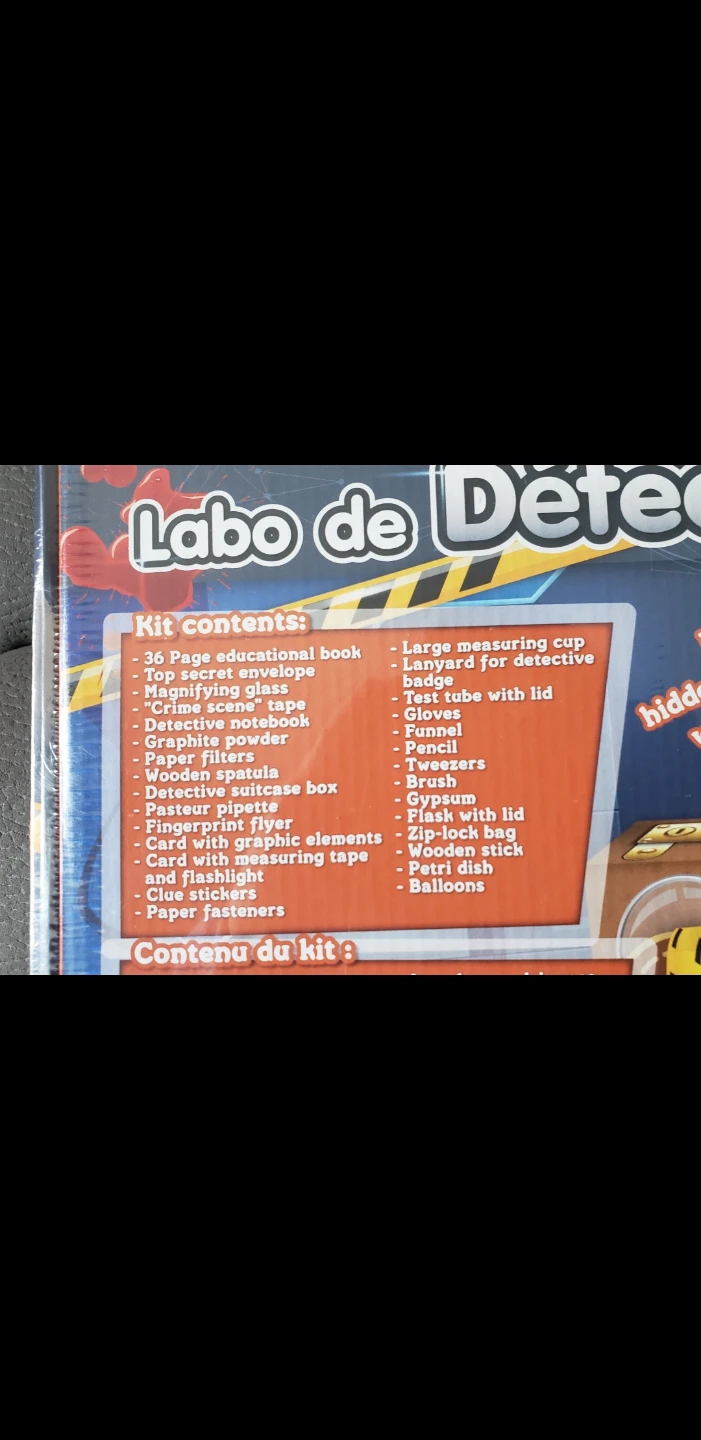 Labo de Détec
Kit contents:
- 36 Page educational book
- Top secret envelope
- Magnifying glass
- "Crime scene" tape
- Detective notebook
- Graphite powder
- Paper filters
- Wooden spatula
- Detective suitcase box
- Pasteur pipette
- Fingerprint flyer
- Card with graphic elements
- Card with measuring tape
and flashlight
- Clue stickers
- Paper fasteners
- Large measuring cup
- Lanyard for detective
badge
- Test tube with lid
- Gloves
- Funnel
- Pencil
- Tweezers
- Brush
- Gypsum
- Flask with lid
- Zip-lock bag
- Wooden stick
- Petri dish
- Balloons
hidde
Contenu du kit :